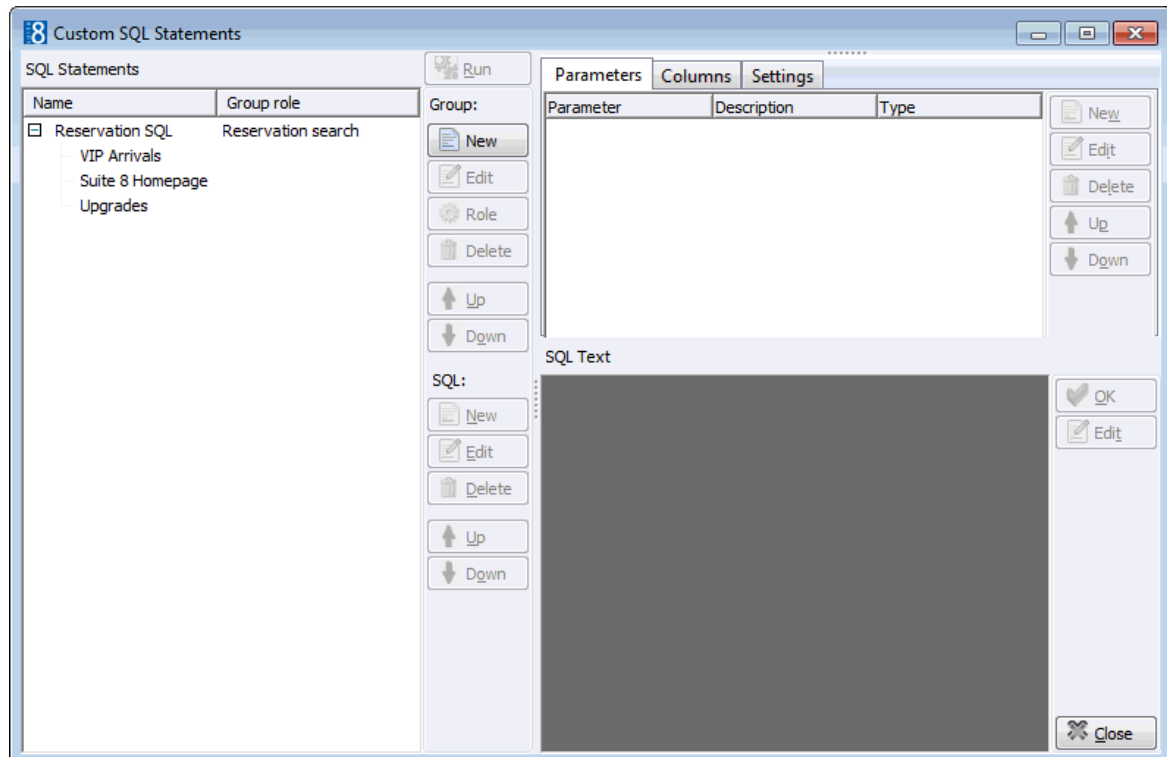 8 Custom SQL Statements
SQL Statements
Name Group role
Reservation SQL Reservation search
VIP Arrivals
Suite 8 Homepage
Upgrades
Run
Group:
New
Edit
Role
Delete
Up
Down
SQL:
New
Edit
Delete
Up
Down
Parameters Columns Settings
Parameter Description Type
New
Edit
Delete
Up
Down
SQL Text
OK
Edit
Close